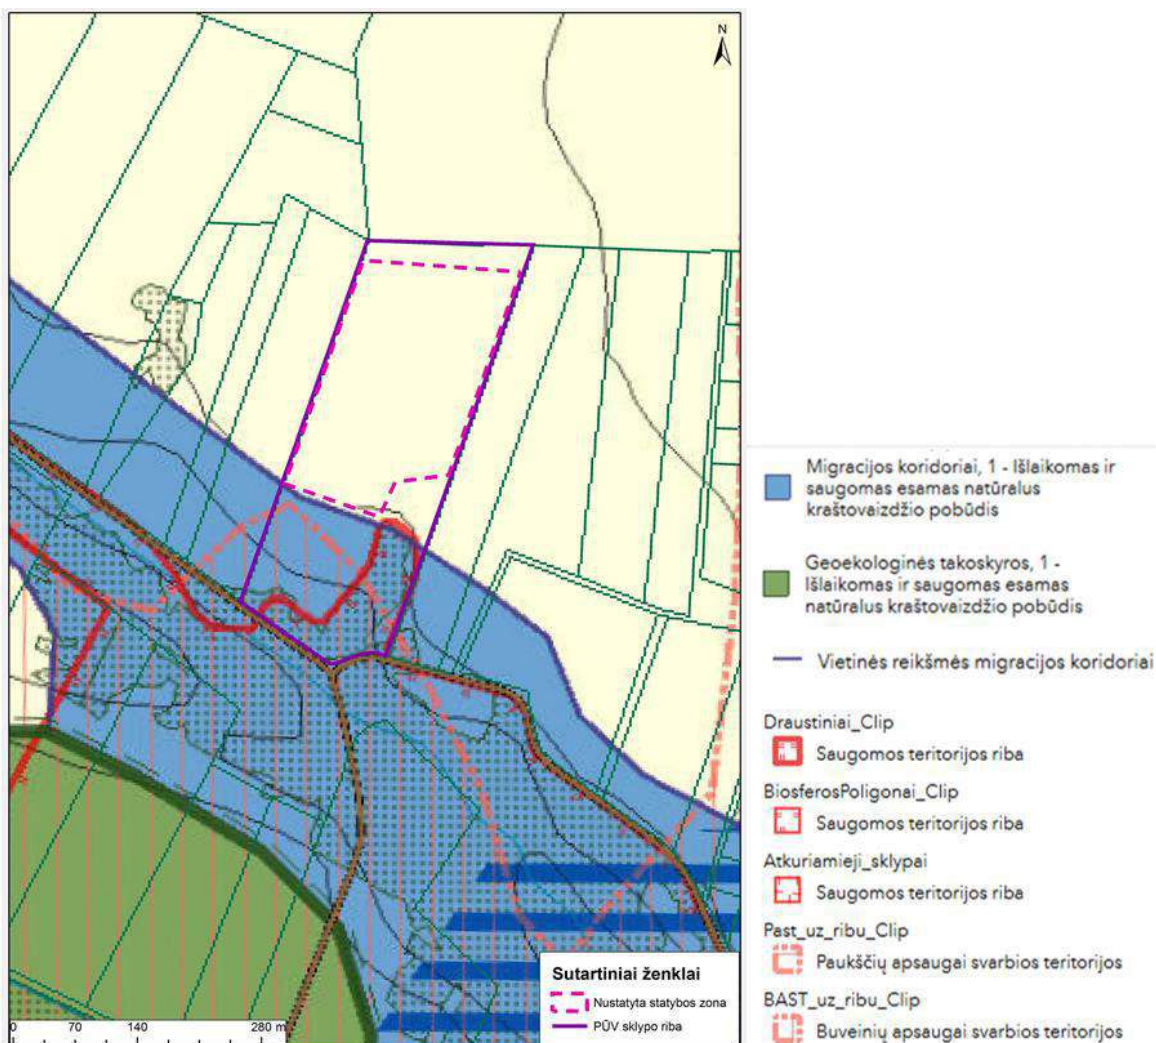 N
Migracijos koridoriai, 1 - Išlaikomas ir
saugomas esamas natūralus
kraštovaizdžio pobūdis
Geoekologinės takoskyros, 1 -
Išlaikomas ir saugomas esamas
natūralus kraštovaizdžio pobūdis
Vietinės reikšmės migracijos koridoriai
Draustiniai_Clip
Saugomos teritorijos riba
BiosferosPoligonai_Clip
Saugomos teritorijos riba
Atkuriamieji_sklypai
Saugomos teritorijos riba
Past_uz_ribu_Clip
Paukščių apsaugai svarbios teritorijos
BAST_uz_ribu_Clip
Buveinių apsaugai svarbios teritorijos
Sutartiniai ženklai
Nustatyta statybos zona
PŪV sklypo riba
0 70 140 280 m